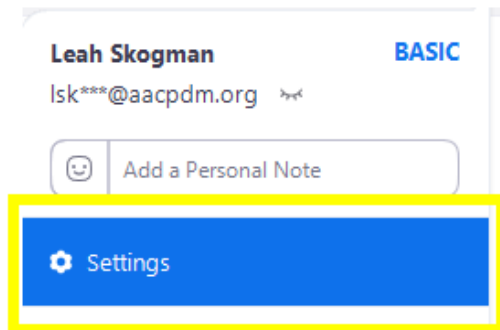 Leah Skogman BASIC
lsk***@aacpdm.org
Add a Personal Note
Settings